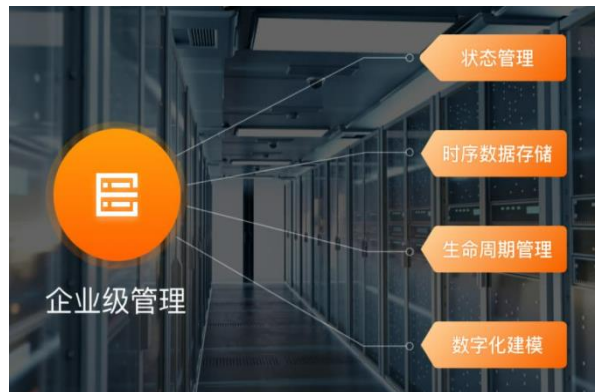 状态管理
时序数据存储
生命周期管理
企业级管理
数字化建模